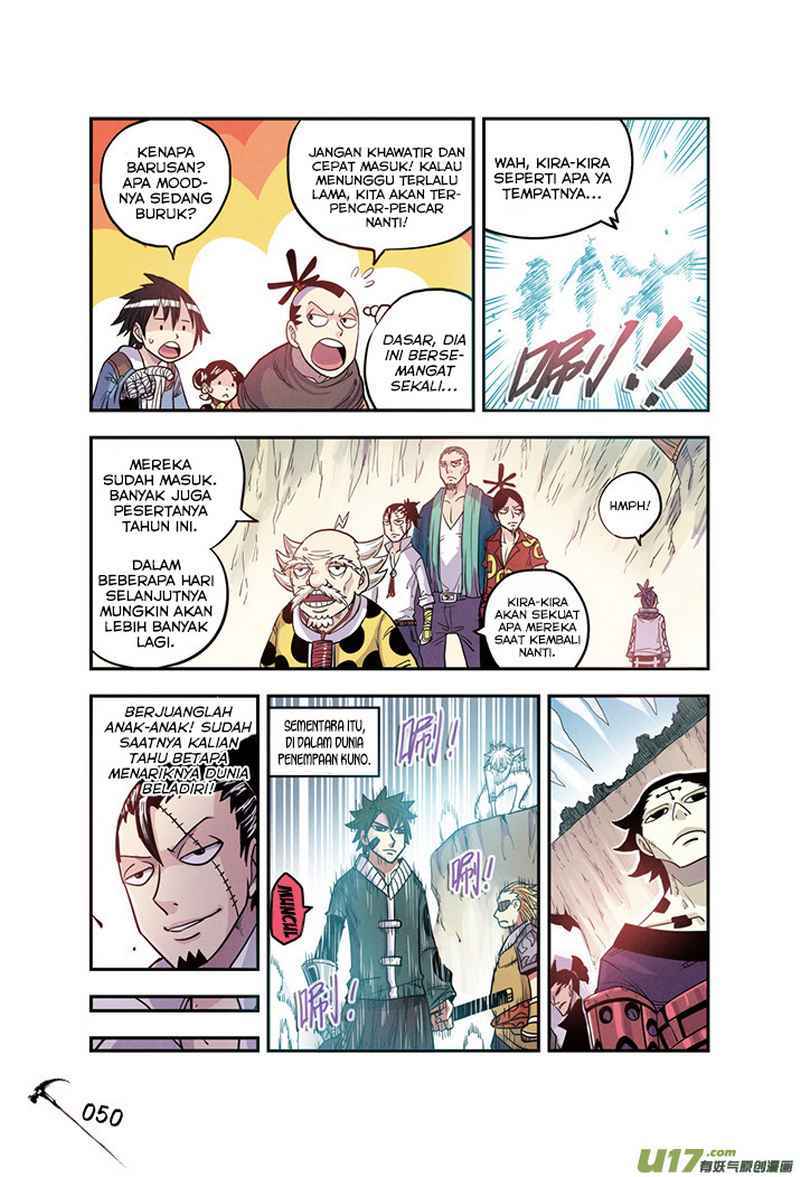 KENAPA
BARUSAN?
APA MOOD-
NYA SEDANG
BURUK?
JANGAN KHAWATIR DAN
CEPAT MASUK! KALAU
MENUNGGU TERLALU
LAMA, KITA AKAN TER-
PENCAR-PENCAR
NANTI!
DASAR, DIA
INI BERSE-
MANGAT
SEKALI...
WAH, KIRA-KIRA
SEPERTI APA YA
TEMPATNYA...
唰!!
MEREKA
SUDAH MASUK.
BANYAK JUGA
PESERTANYA
TAHUN INI.
DALAM
BEBERAPA HARI
SELANJUTNYA
MUNGKIN AKAN
LEBIH BANYAK
LAGI.
KIRA-KIRA
AKAN SEKUAT
APA MEREKA
SAAT KEMBALI
NANTI.
HMPH!
BERJUANGLAH
ANAK-ANAK! SUDAH
SAATNYA KALIAN
TAHU BETAPA
MENARIKNYA DUNIA
BELADIRI!
SEMENTARA ITU,
DI DALAM DUNIA
PENEMPAAN KUNO.
唰!
唰!
MUNCUL
唰!
050
U17.com
有妖气原创漫画